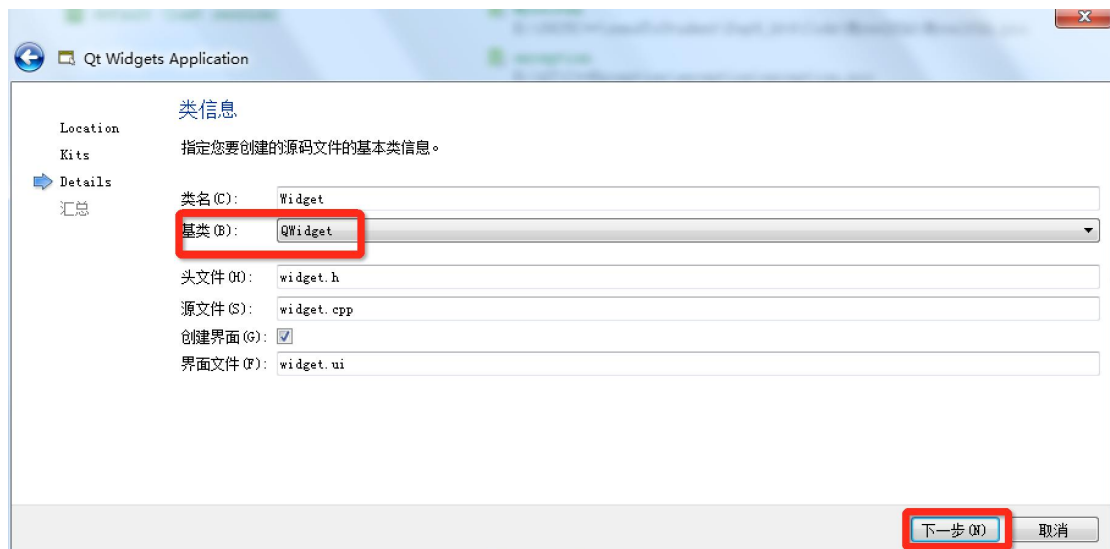 Qt Widgets Application
类信息
Location
Kits
Details
汇总
指定您要创建的源码文件的基本类信息。
类名(C): Widget
基类(B): QWidget
头文件(H): widget.h
源文件(S): widget.cpp
创建界面(G):
界面文件(F): widget.ui
下一步(N) 取消